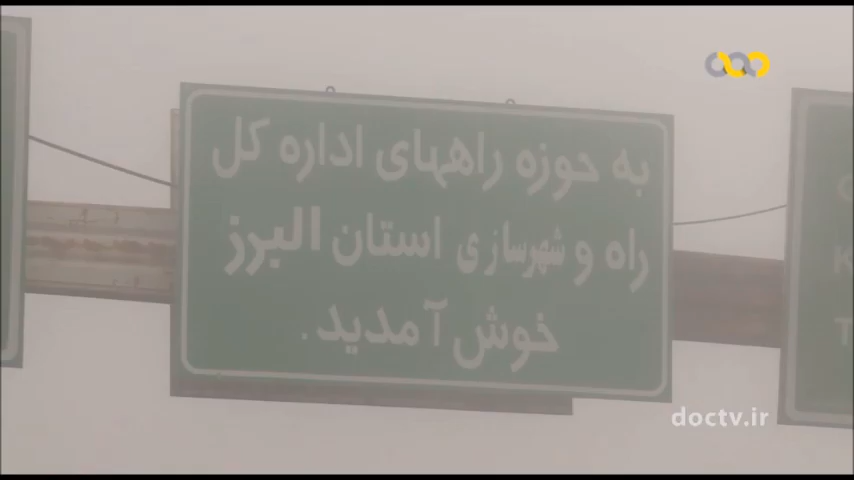 به حوزه راههای اداره کل
راه و شهرسازی استان البرز
خوش آمدید.
doctv.ir